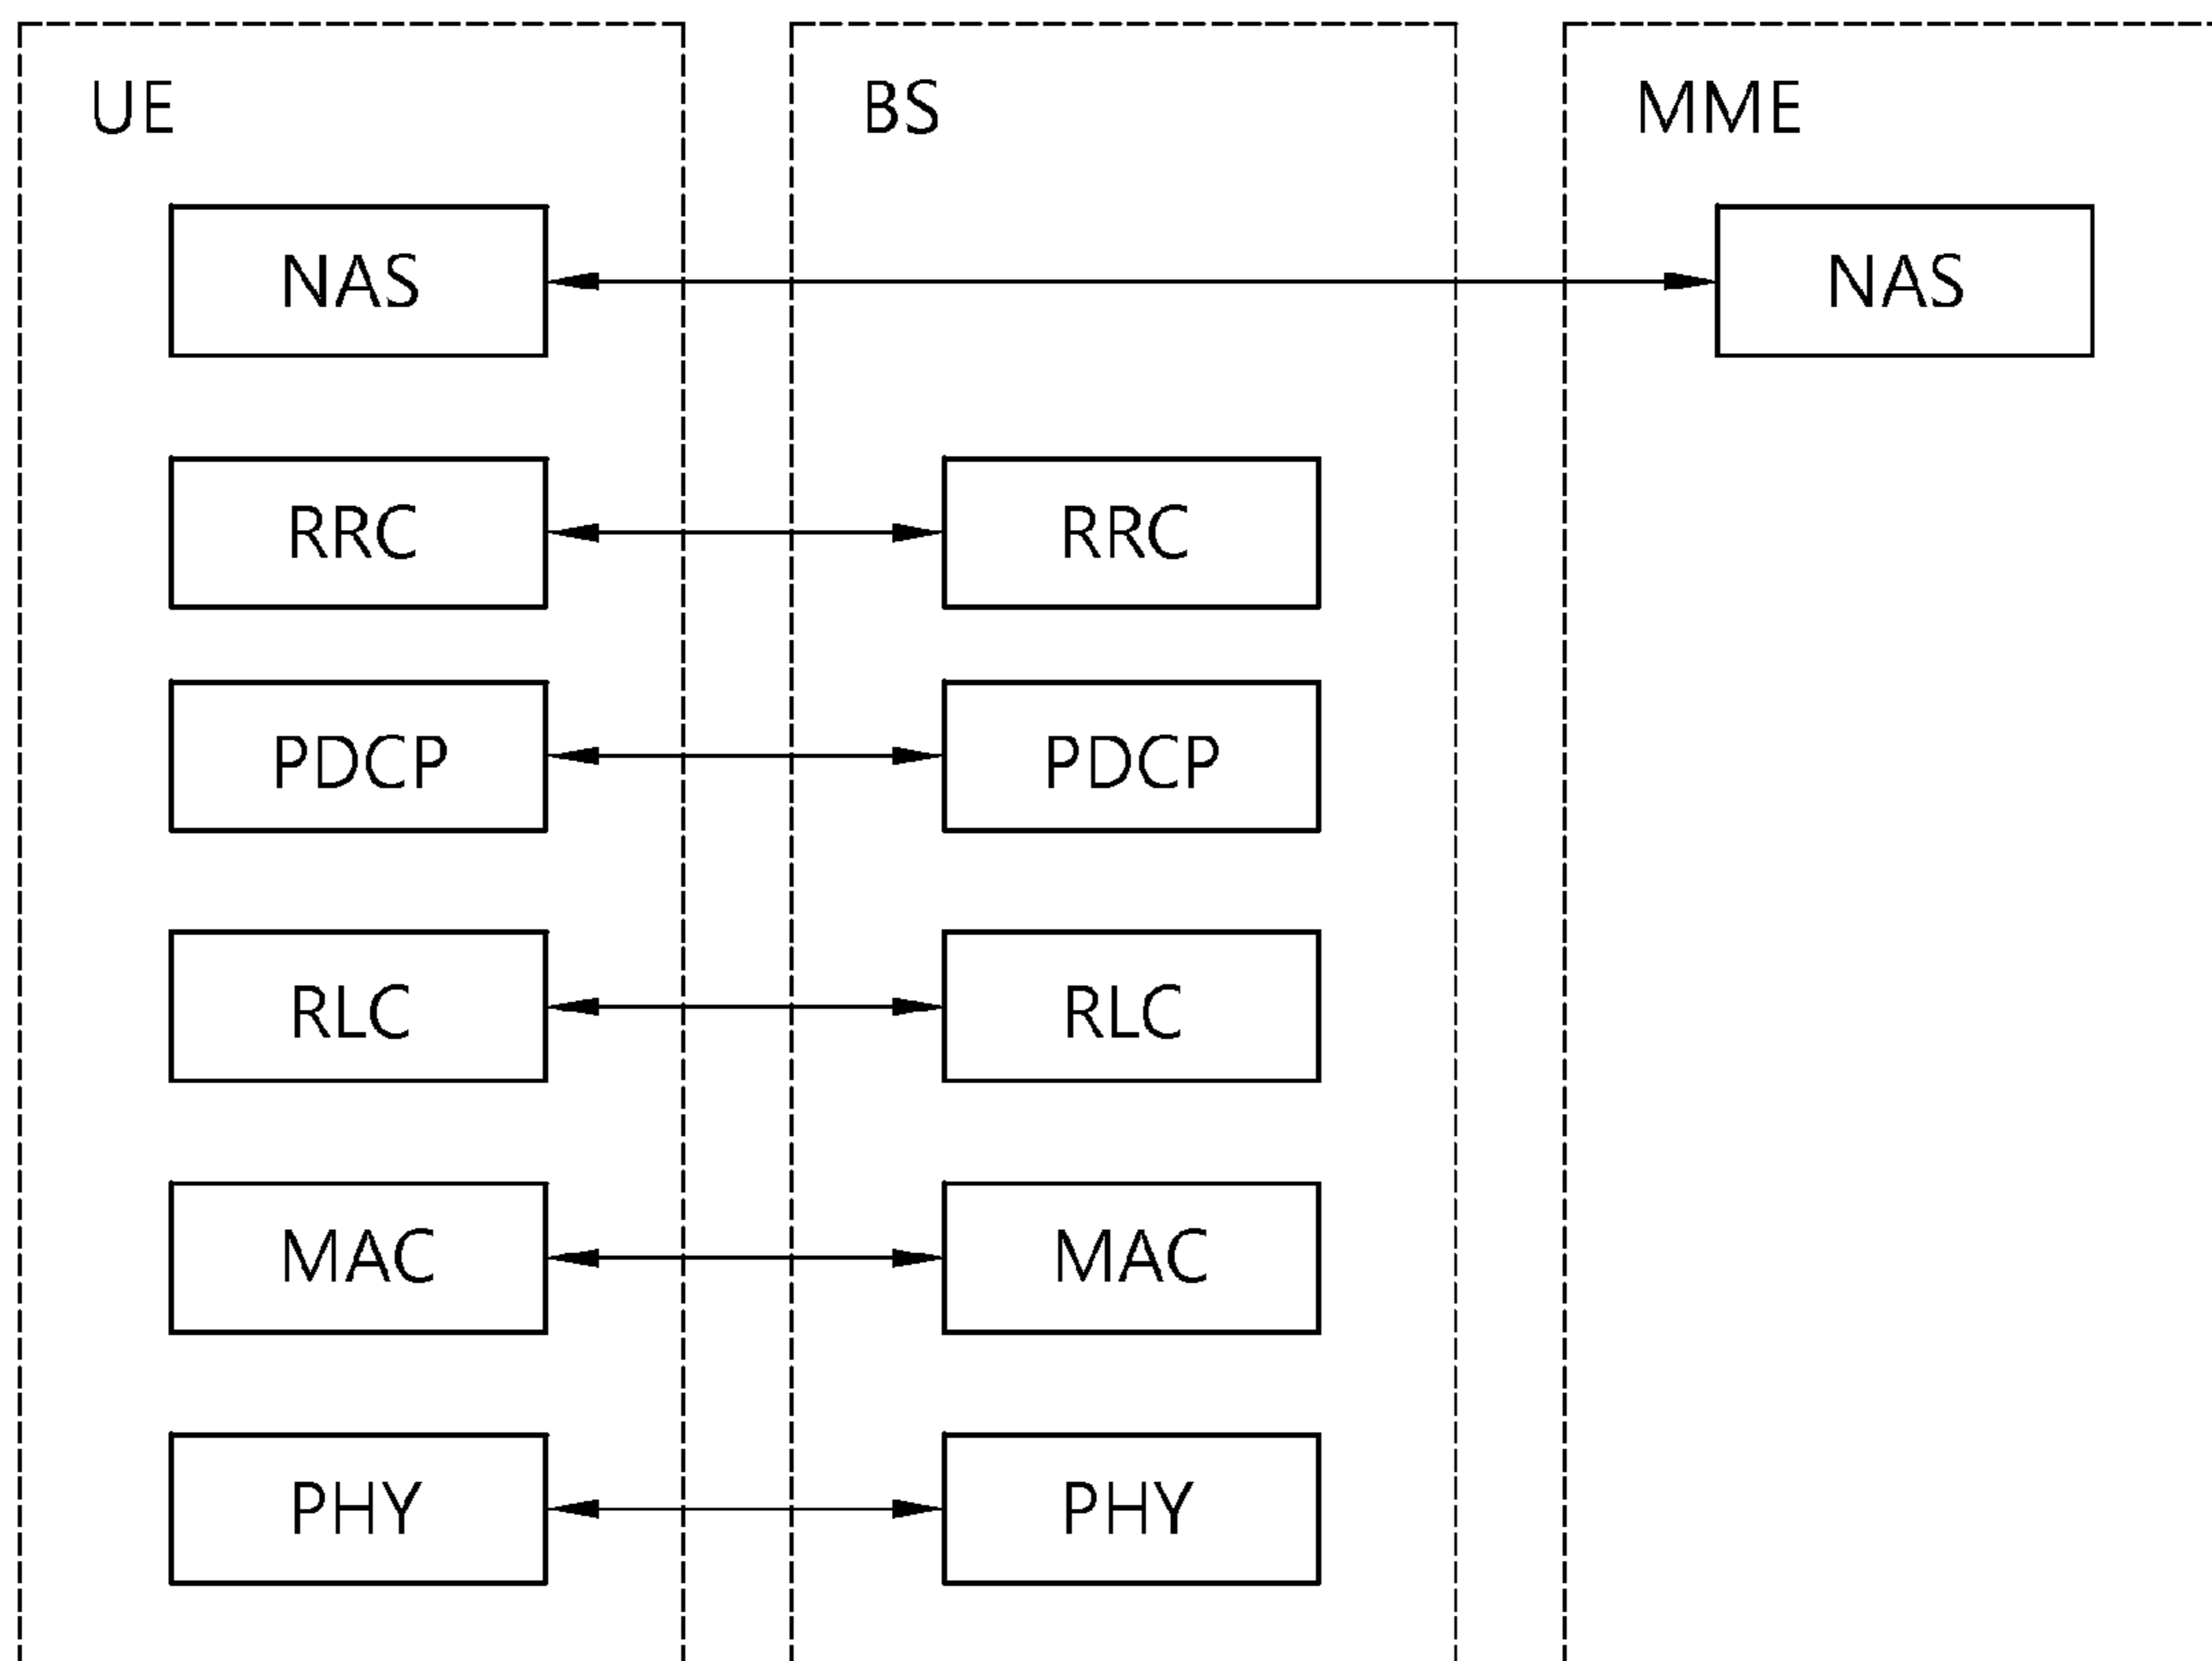 UE BS MME
NAS NAS
RRC RRC
PDCP PDCP
RLC RLC
MAC MAC
PHY PHY